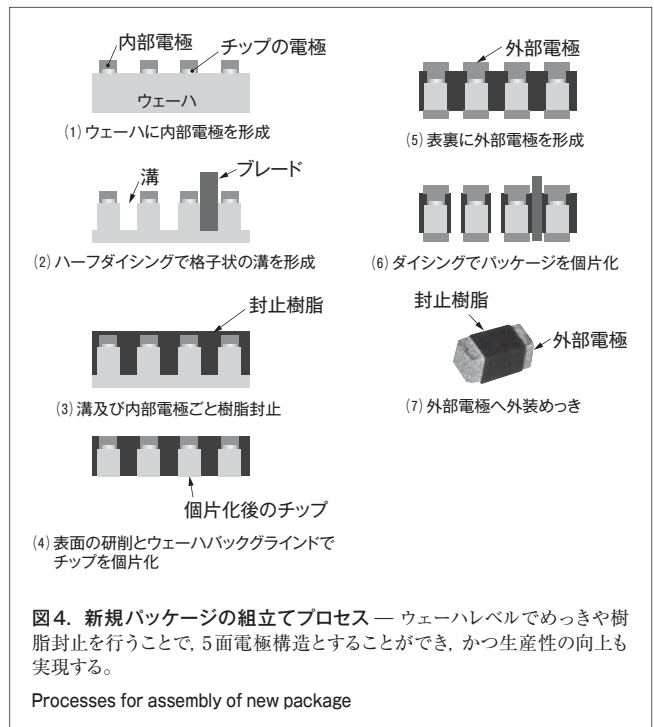 内部電極
チップの電極
ウェーハ
(1) ウェーハに内部電極を形成
溝
ブレード
(2) ハーフダイシングで格子状の溝を形成
封止樹脂
(3) 溝及び内部電極ごと樹脂封止
個片化後のチップ
(4) 表面の研削とウェーハバックグラインドで
チップを個片化
外部電極
(5) 表裏に外部電極を形成
(6) ダイシングでパッケージを個片化
封止樹脂
外部電極
(7) 外部電極へ外装めっき
図4. 新規パッケージの組立てプロセス — ウェーハレベルでめっきや樹
脂封止を行うことで,5面電極構造とすることができ,かつ生産性の向上も
実現する。
Processes for assembly of new package